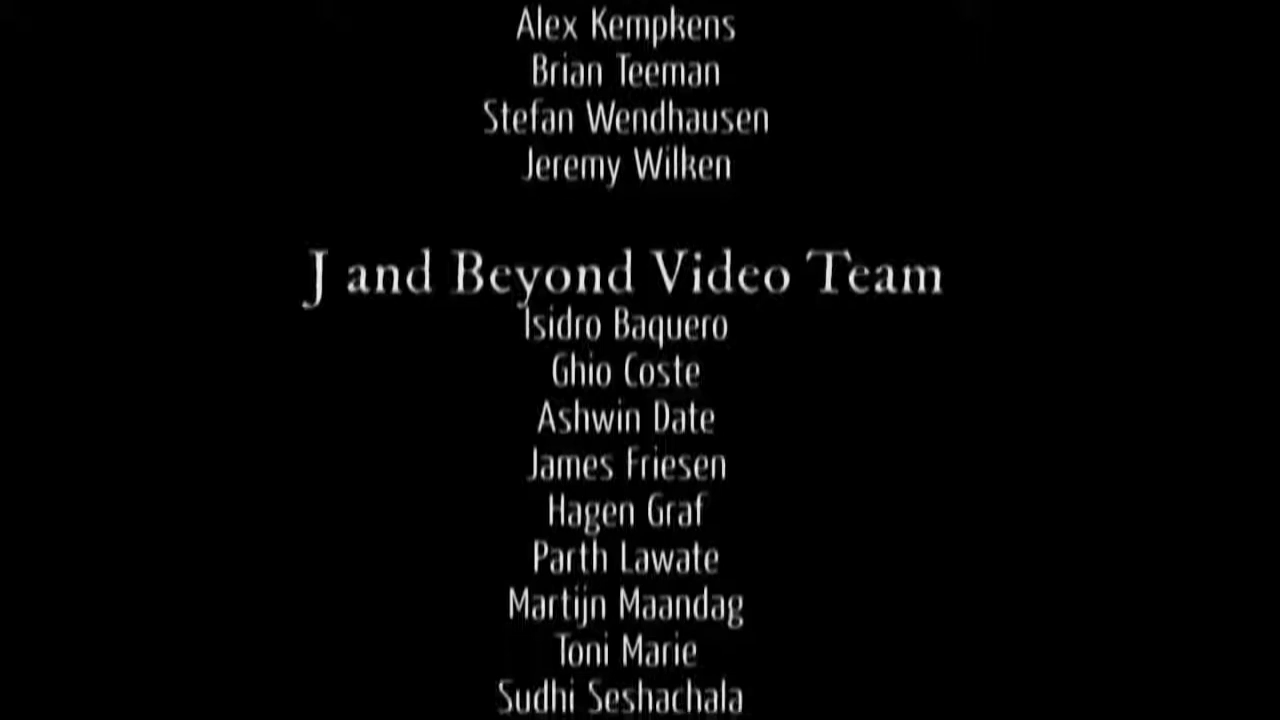 Alex Kempkens
Brian Teeman
Stefan Wendhausen
Jeremy Wilken
J and Beyond Video Team
Isidro Baquero
Ghio Coste
Ashwin Date
James Friesen
Hagen Graf
Parth Lawate
Martijn Maandag
Toni Marie
Sudhi Seshachala